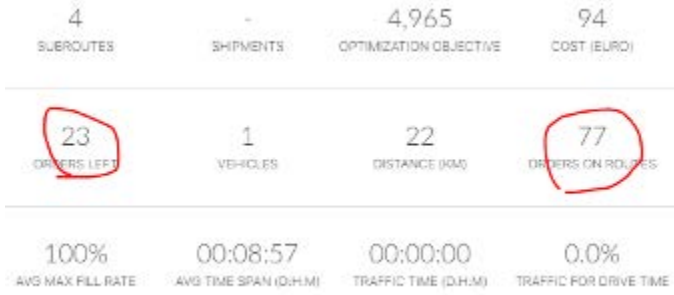 4 - 4,965 94
SUBROUTES SHIPMENTS OPTIMIZATION OBJECTIVE COST (EURO)
23 1 22 77
ORDERS LEFT VEHICLES DISTANCE (KM) ORDERS ON ROUTES
100% 00:08:57 00:00:00 0.0%
AVG MAX FILL RATE AVG TIME SPAN (D:H:M) TRAFFIC TIME (D:H:M) TRAFFIC FOR DRIVE TIME